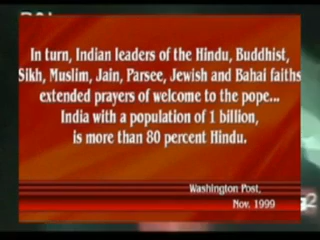 In turn, Indian leaders of the Hindu, Buddhist,
Sikh, Muslim, Jain, Parsee, Jewish and Bahai faiths
extended prayers of welcome to the pope...
India with a population of 1 billion,
is more than 80 percent Hindu.
Washington Post,
Nov. 1999